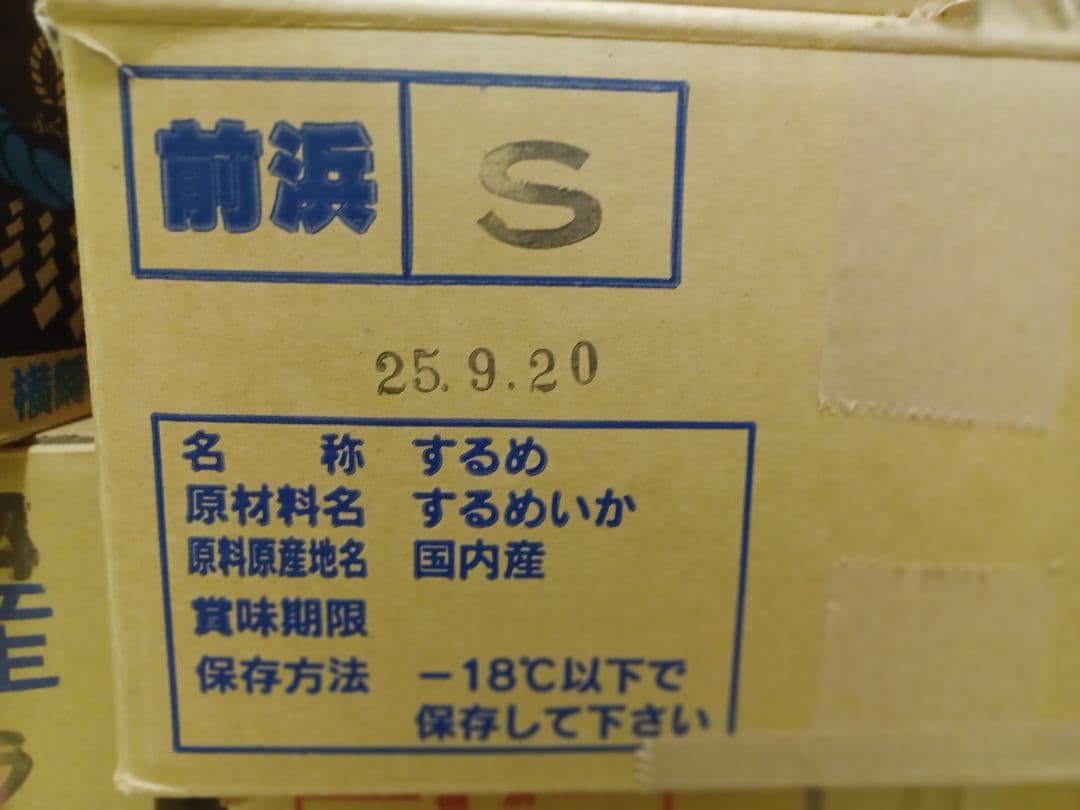 前浜 S
25.9.20
名称 するめ
原材料名 するめいか
原料原産地名 国内産
賞味期限
保存方法 -18℃以下で
保存して下さい